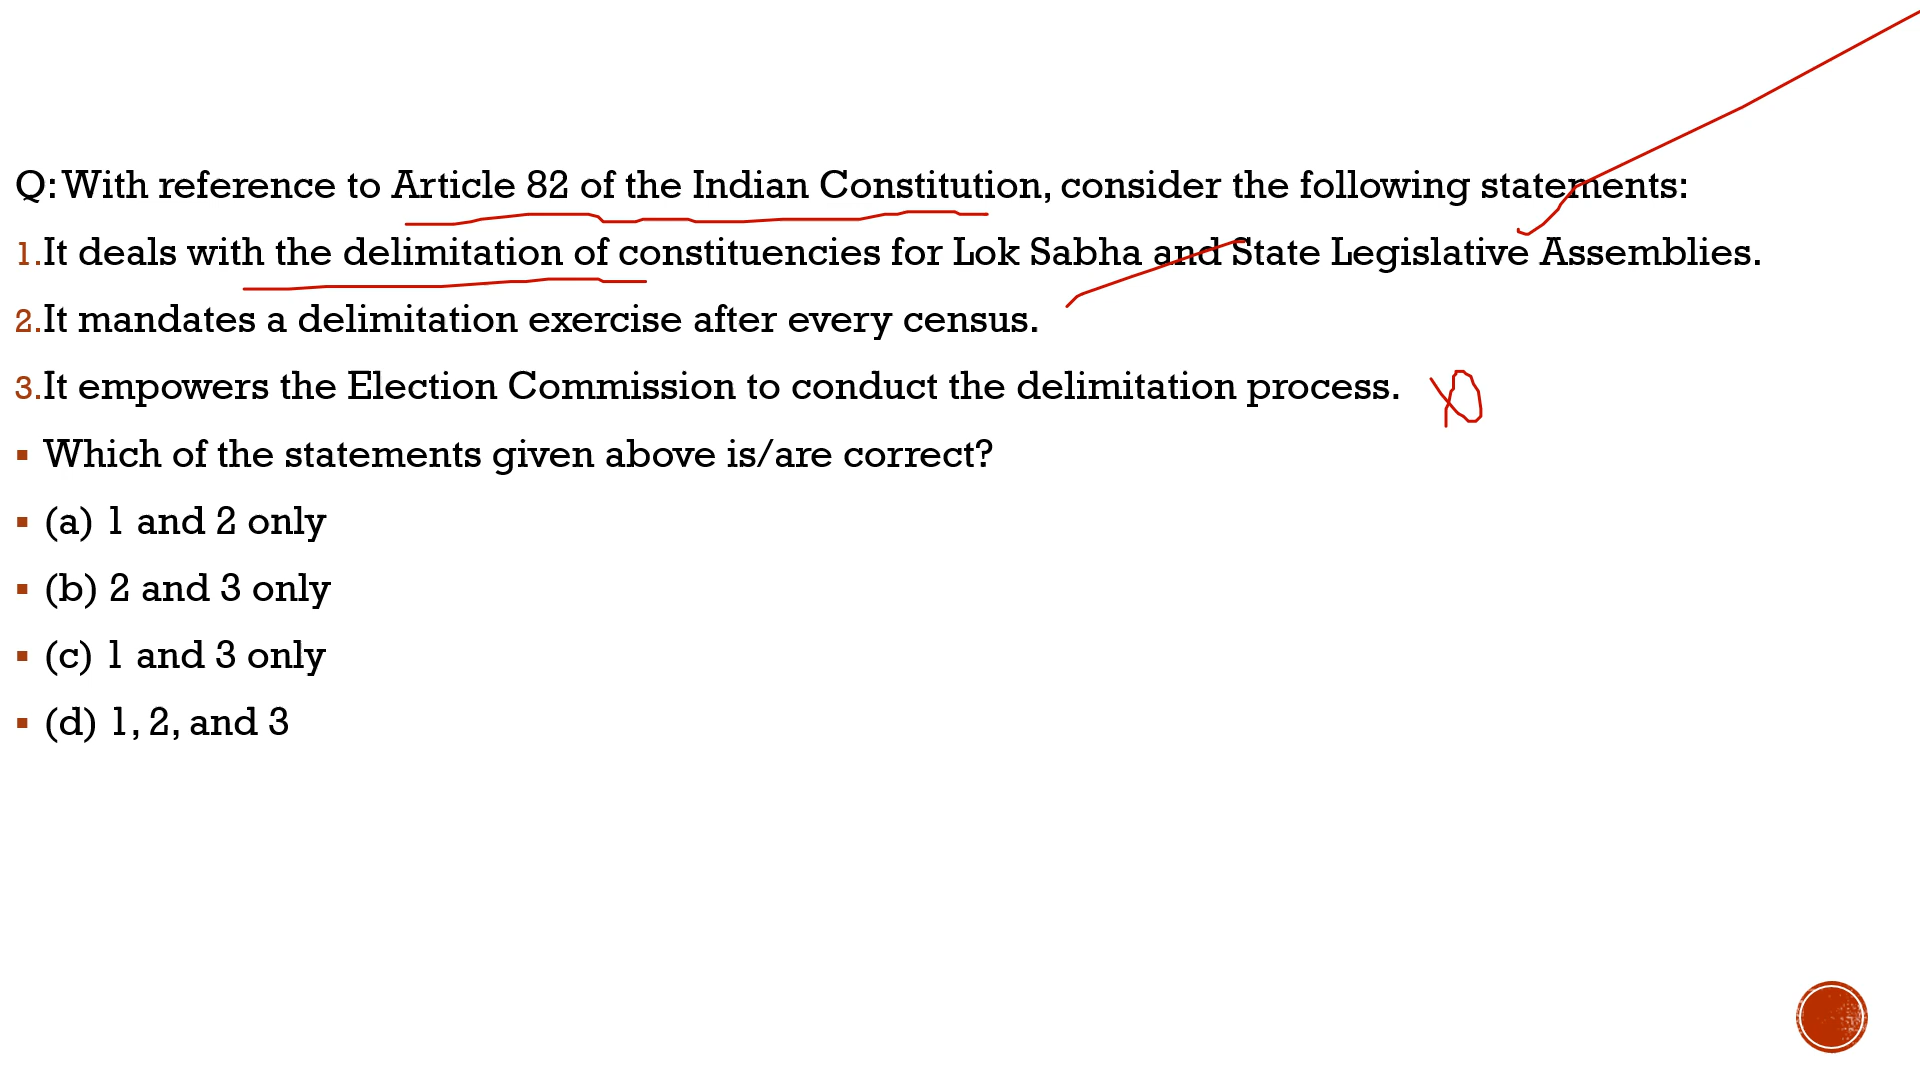 Q: With reference to Article 82 of the Indian Constitution, consider the following statements:
1.It deals with the delimitation of constituencies for Lok Sabha and State Legislative Assemblies.
2.It mandates a delimitation exercise after every census.
3.It empowers the Election Commission to conduct the delimitation process.
▪ Which of the statements given above is/are correct?
▪ (a) 1 and 2 only
▪ (b) 2 and 3 only
▪ (c) 1 and 3 only
▪ (d) 1, 2, and 3